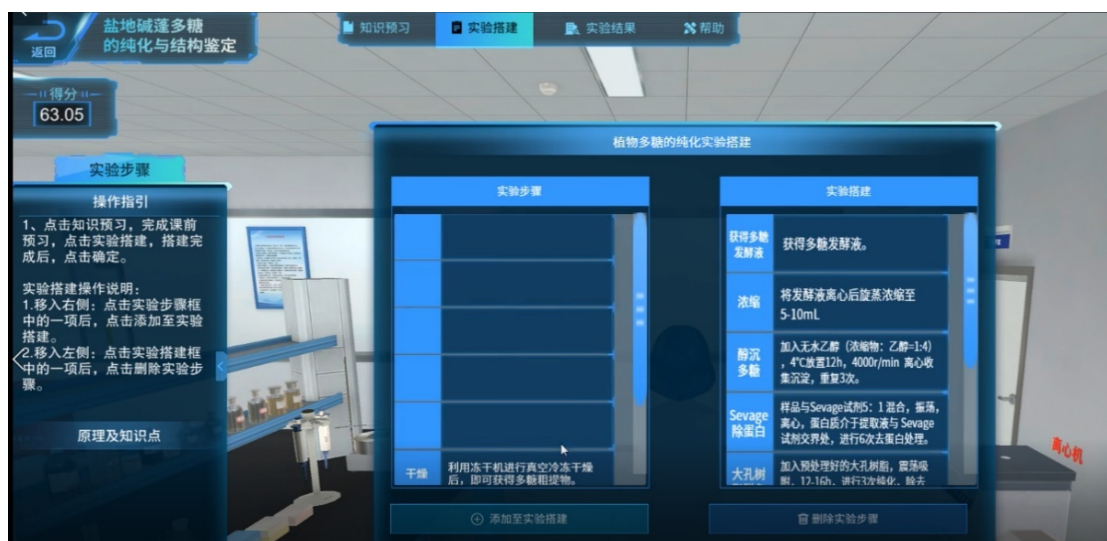 返回
盐地碱蓬多糖
的纯化与结构鉴定
知识预习
实验搭建
实验结果
帮助
得分
63.05
实验步骤
操作指引
1、点击知识预习，完成课前
预习，点击实验搭建，搭建完
成后，点击确定。
实验搭建操作说明：
1.移入右侧：点击实验步骤框
中的一项后，点击添加至实验
搭建。
2.移入左侧：点击实验搭建框
中的一项后，点击删除实验步
骤。
原理及知识点
植物多糖的纯化实验搭建
实验步骤
干燥
利用冻干机进行真空冷冻干燥
后，即可获得多糖粗提物。
添加至实验搭建
实验搭建
获得多糖
发酵液
获得多糖发酵液。
浓缩
将发酵液离心后旋蒸浓缩至
5-10mL
醇沉
多糖
加入无水乙醇（浓缩物：乙醇=1:4）
，4℃放置12h，4000r/min 离心收
集沉淀，重复3次。
Sevage
除蛋白
样品与Sevage试剂5：1 混合，振荡，
离心，蛋白质介于提取液与 Sevage
试剂交界处，进行6次去蛋白处理。
大孔树
加入预处理好的大孔树脂，震荡吸
附，12-16h，进行3次纯化，除去
删除实验步骤
离心机